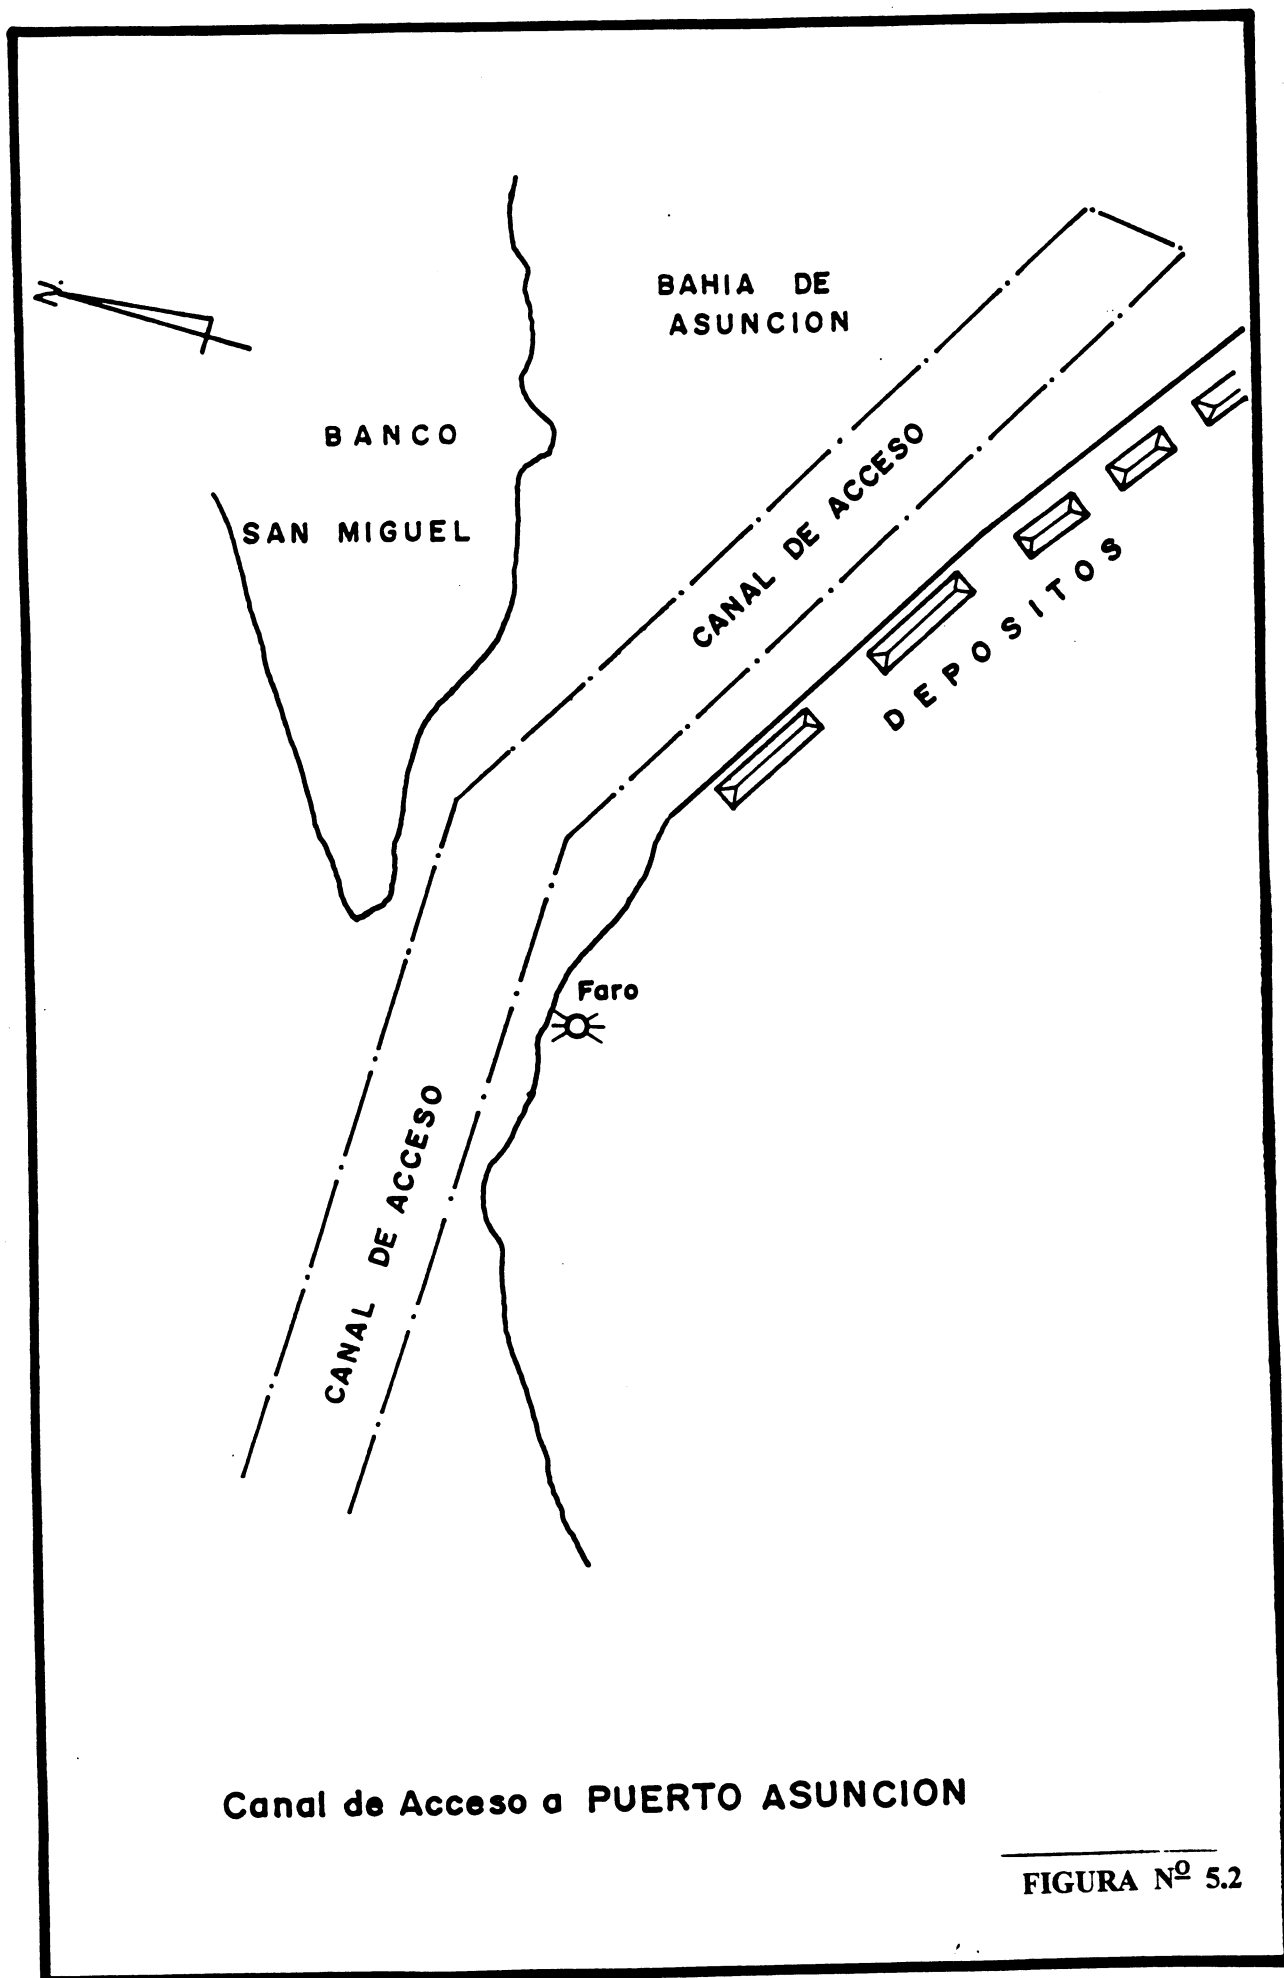 BAHIA DE
ASUNCION
N
BANCO
SAN MIGUEL
CANAL DE ACCESO
DEPOSITOS
Faro
CANAL DE ACCESO
Canal de Acceso a PUERTO ASUNCION
FIGURA Nº 5.2